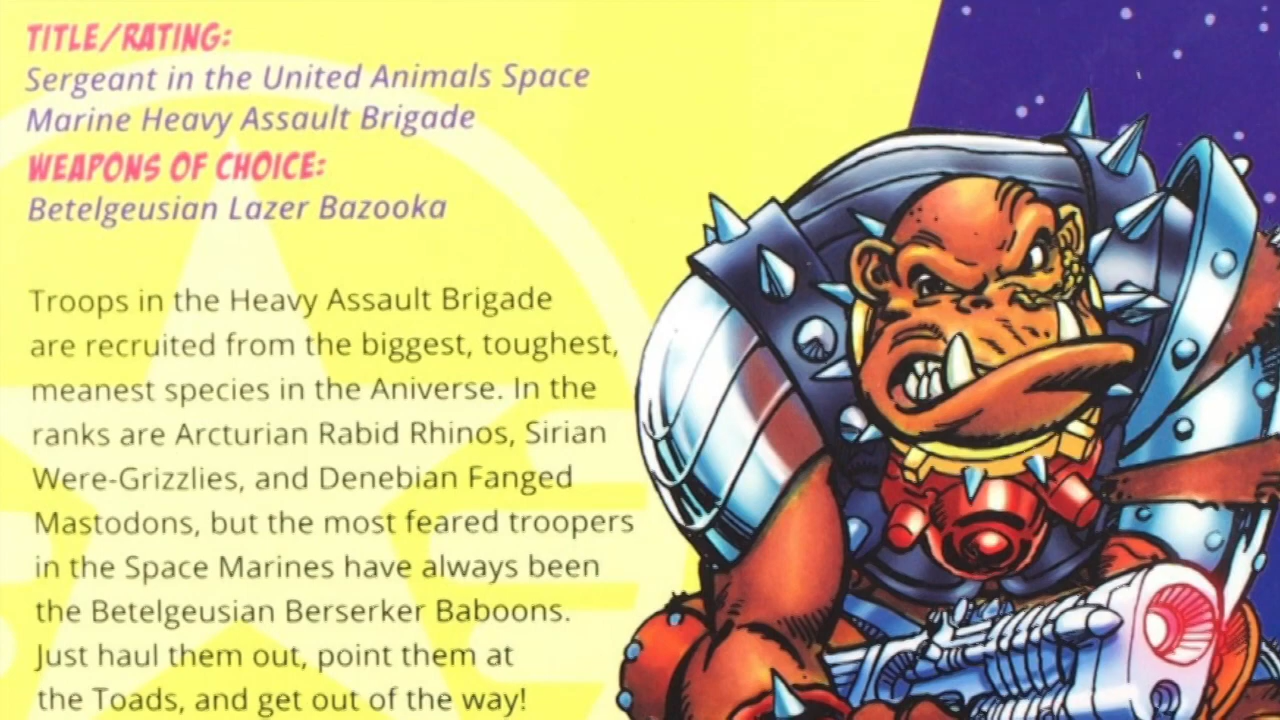 TITLE/RATING:
Sergeant in the United Animals Space
Marine Heavy Assault Brigade
WEAPONS OF CHOICE:
Betelgeusian Lazer Bazooka
Troops in the Heavy Assault Brigade
are recruited from the biggest, toughest,
meanest species in the Aniverse. In the
ranks are Arcturian Rabid Rhinos, Sirian
Were-Grizzlies, and Denebian Fanged
Mastodons, but the most feared troopers
in the Space Marines have always been
the Betelgeusian Berserker Baboons.
Just haul them out, point them at
the Toads, and get out of the way!